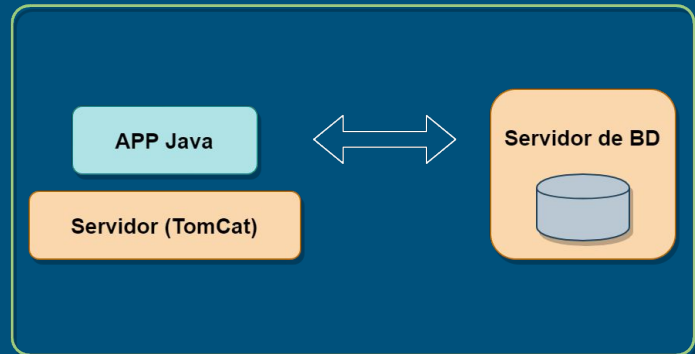 APP Java
Servidor (TomCat)
Servidor de BD